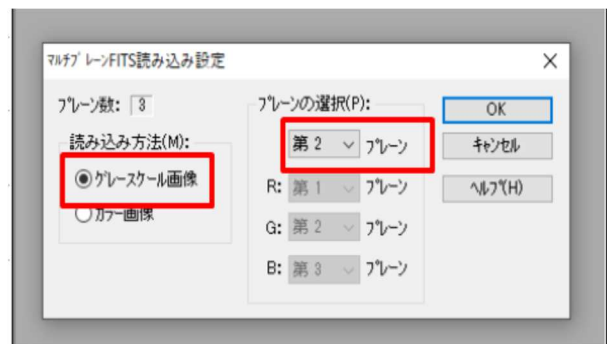 ﾏﾙﾁﾌﾟﾚｰﾝFITS読み込み設定
ﾌﾟﾚｰﾝ数: 3
読み込み方法(M):
ｸﾞﾚｰｽｹｰﾙ画像
ｶﾗｰ画像
ﾌﾟﾚｰﾝの選択(P):
第 2 ﾌﾟﾚｰﾝ
R: 第 1 ﾌﾟﾚｰﾝ
G: 第 2 ﾌﾟﾚｰﾝ
B: 第 3 ﾌﾟﾚｰﾝ
OK
ｷｬﾝｾﾙ
ﾍﾙﾌﾟ(H)